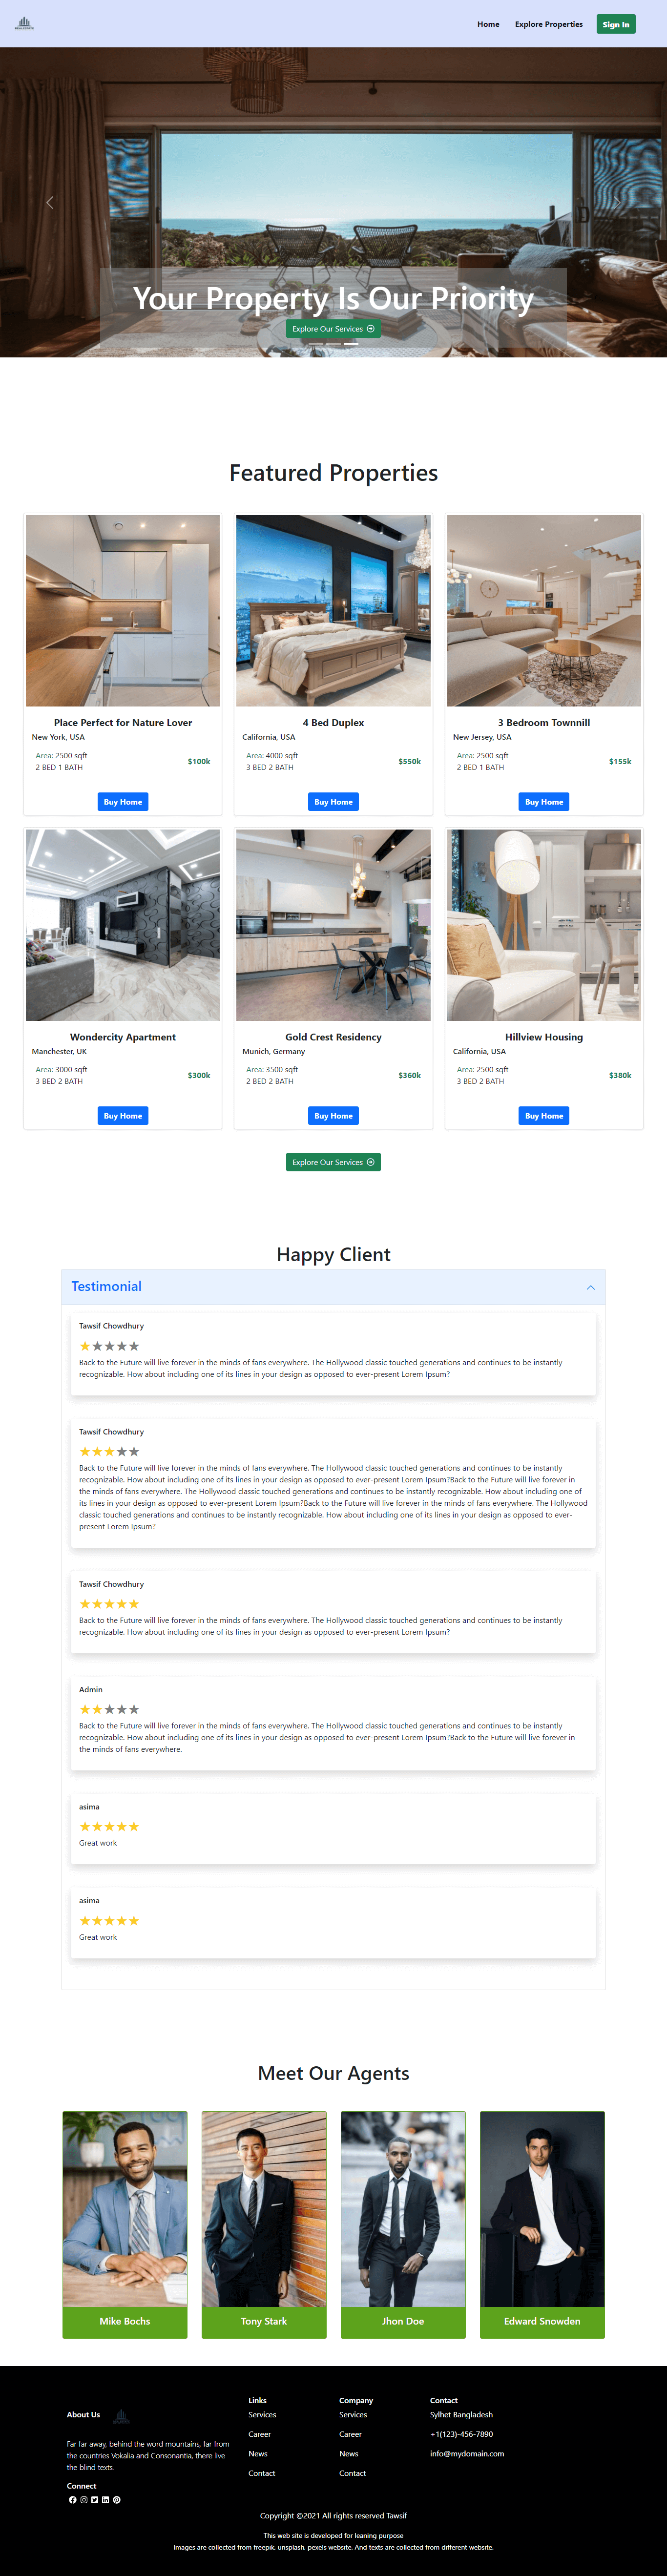 Home
Explore Properties
Sign In
Your Property Is Our Priority
Explore Our Services
Featured Properties
Place Perfect for Nature Lover
New York, USA
Area: 2500 sqft
2 BED 1 BATH
$100k
Buy Home
4 Bed Duplex
California, USA
Area: 4000 sqft
3 BED 2 BATH
$550k
Buy Home
3 Bedroom Townnill
New Jersey, USA
Area: 2500 sqft
2 BED 1 BATH
$155k
Buy Home
Wondercity Apartment
Manchester, UK
Area: 3000 sqft
3 BED 2 BATH
$300k
Buy Home
Gold Crest Residency
Munich, Germany
Area: 3500 sqft
2 BED 2 BATH
$360k
Buy Home
Hillview Housing
California, USA
Area: 2500 sqft
3 BED 2 BATH
$380k
Buy Home
Explore Our Services
Happy Client
Testimonial
Tawsif Chowdhury
Back to the Future will live forever in the minds of fans everywhere. The Hollywood classic touched generations and continues to be instantly
recognizable. How about including one of its lines in your design as opposed to ever-present Lorem Ipsum?
Tawsif Chowdhury
Back to the Future will live forever in the minds of fans everywhere. The Hollywood classic touched generations and continues to be instantly
recognizable. How about including one of its lines in your design as opposed to ever-present Lorem Ipsum?Back to the Future will live forever in
the minds of fans everywhere. The Hollywood classic touched generations and continues to be instantly recognizable. How about including one of
its lines in your design as opposed to ever-present Lorem Ipsum?Back to the Future will live forever in the minds of fans everywhere. The Hollywood
classic touched generations and continues to be instantly recognizable. How about including one of its lines in your design as opposed to ever-
present Lorem Ipsum?
Tawsif Chowdhury
Back to the Future will live forever in the minds of fans everywhere. The Hollywood classic touched generations and continues to be instantly
recognizable. How about including one of its lines in your design as opposed to ever-present Lorem Ipsum?
Admin
Back to the Future will live forever in the minds of fans everywhere. The Hollywood classic touched generations and continues to be instantly
recognizable. How about including one of its lines in your design as opposed to ever-present Lorem Ipsum?Back to the Future will live forever in
the minds of fans everywhere.
asima
Great work
asima
Great work
Meet Our Agents
Mike Bochs
Tony Stark
Jhon Doe
Edward Snowden
About Us
Far far away, behind the word mountains, far from
the countries Vokalia and Consonantia, there live
the blind texts.
Connect
Links
Services
Career
News
Contact
Company
Services
Career
News
Contact
Contact
Sylhet Bangladesh
+1(123)-456-7890
info@mydomain.com
Copyright ©2021 All rights reserved Tawsif
This web site is developed for leaning purpose
Images are collected from freepik, unsplash, pexels website. And texts are collected from different website.